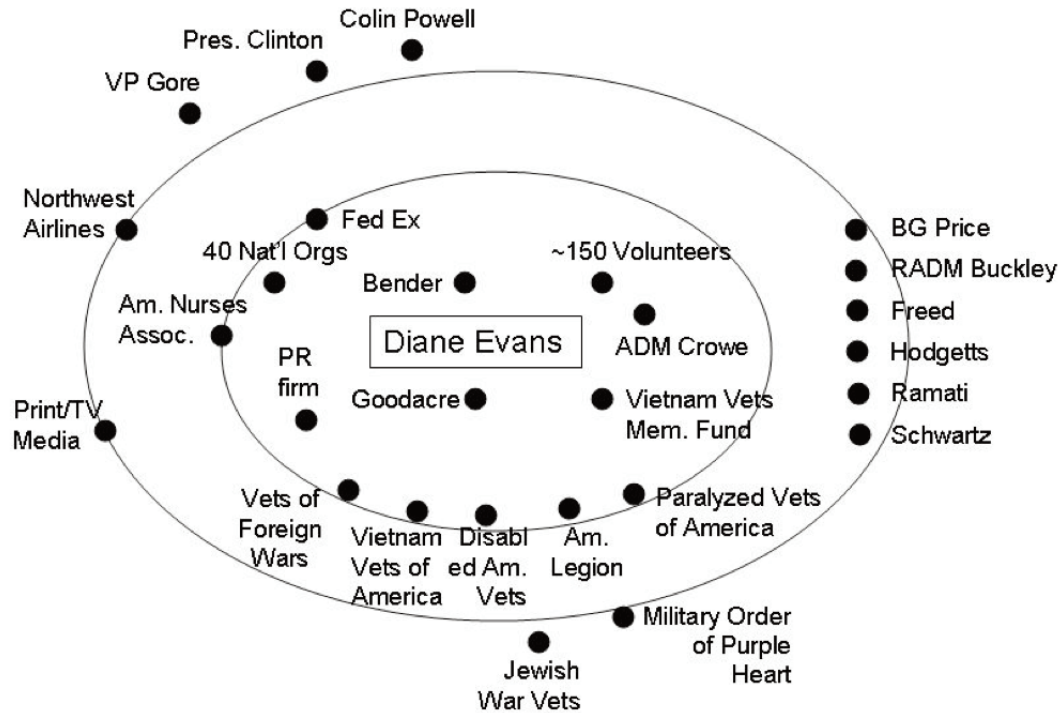 Colin Powell
Pres. Clinton
VP Gore
Northwest
Airlines
Fed Ex
BG Price
40 Nat'l Orgs
~150 Volunteers
RADM Buckley
Bender
Am. Nurses
Assoc.
Freed
Diane Evans
ADM Crowe
PR
firm
Hodgetts
Goodacre
Vietnam Vets
Mem. Fund
Ramati
Print/TV
Media
Schwartz
Vets of
Foreign
Wars
Vietnam
Vets of
America
Disabl
ed Am.
Vets
Am.
Legion
Paralyzed Vets
of America
Military Order
of Purple
Heart
Jewish
War Vets